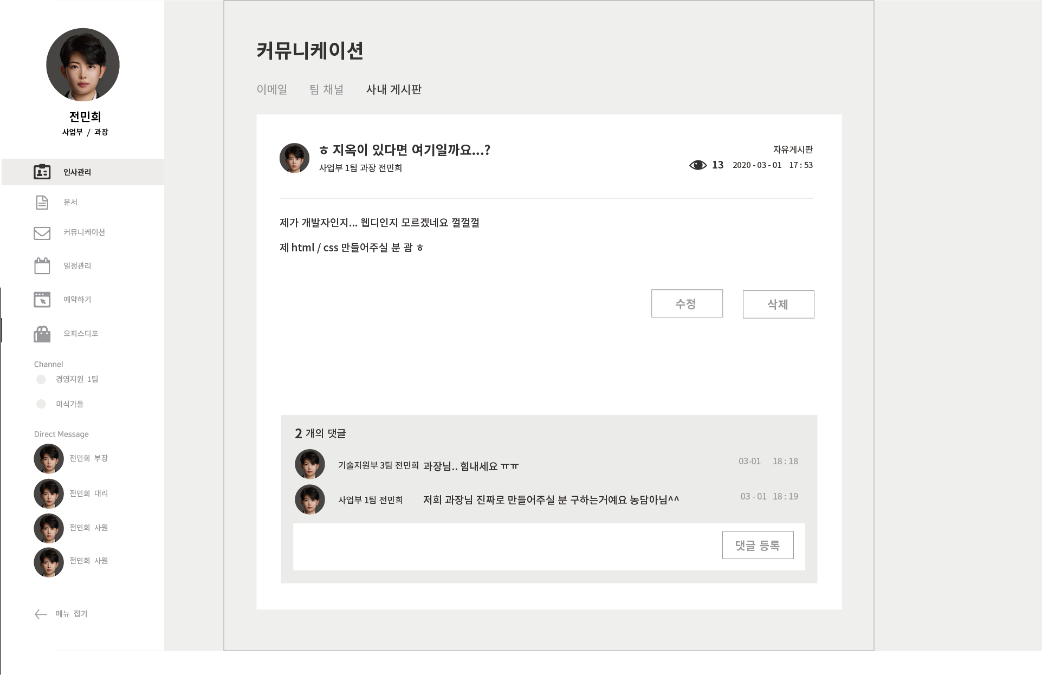 전민희
사업부 / 과장
인사관리
문서
커뮤니케이션
일정관리
예약하기
오피스디포
Channel
경영지원 1팀
미식가들
Direct Message
전민희 부장
전민희 대리
전민희 사원
전민희 사원
메뉴 접기
커뮤니케이션
이메일 팀 채널 사내 게시판
ㅎ 지옥이 있다면 여기일까요...?
사업부 1팀 과장 전민희
자유게시판
13 2020-03-01 17:53
제가 개발자인지... 웹디인지 모르겠네요 껄껄껄
제 html / css 만들어주실 분 괌 ㅎ
수정 삭제
2 개의 댓글
기술지원부 3팀 전민희 과장님.. 힘내세요 ㅠㅠ 03-01 18:18
사업부 1팀 전민희 저희 과장님 진짜로 만들어주실 분 구하는거예요 농담아님^^ 03-01 18:19
댓글 등록